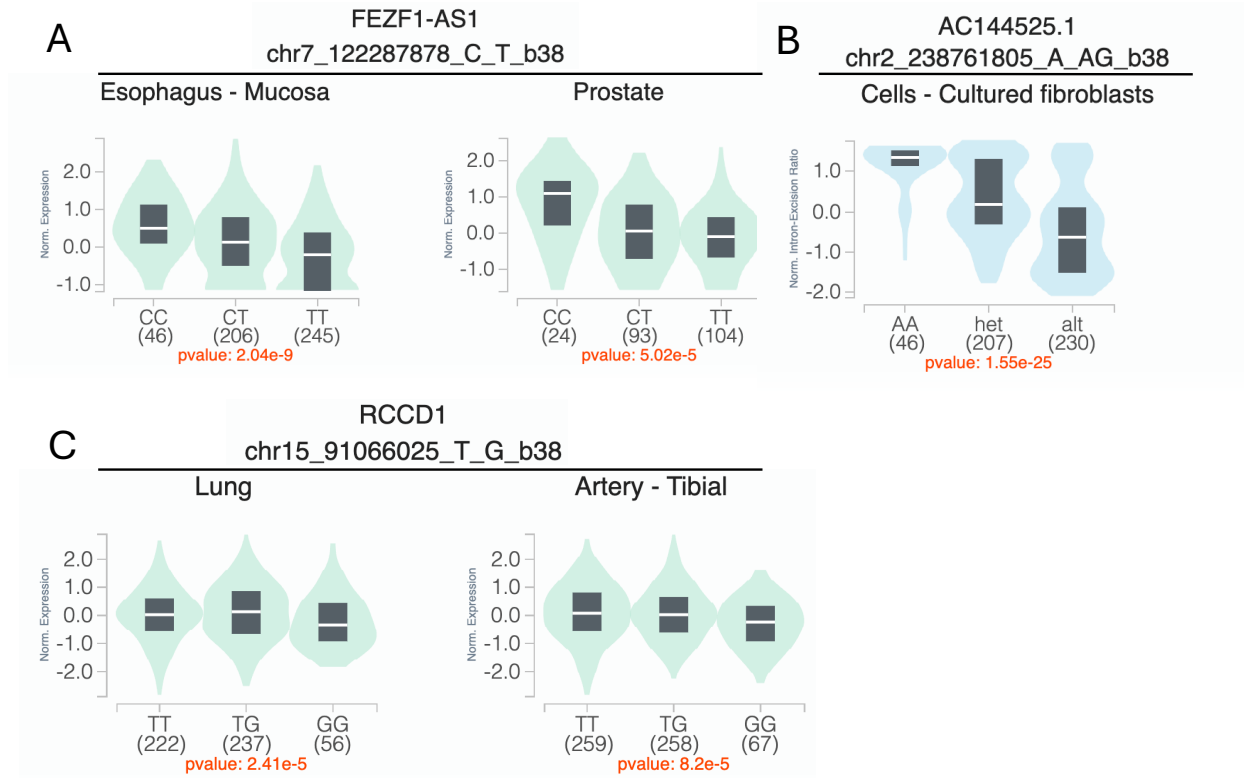 A
FEZF1-AS1
chr7_122287878_C_T_b38
Esophagus - Mucosa
Norm. Expression
2.0
1.0
0.0
-1.0
CC
(46)
CT
(206)
TT
(245)
pvalue: 2.04e-9
Prostate
Norm. Expression
2.0
1.0
0.0
-1.0
CC
(24)
CT
(93)
TT
(104)
pvalue: 5.02e-5
B
AC144525.1
chr2_238761805_A_AG_b38
Cells - Cultured fibroblasts
Norm. Intron-Excision Ratio
1.0
0.0
-1.0
-2.0
AA
(46)
het
(207)
alt
(230)
pvalue: 1.55e-25
C
RCCD1
chr15_91066025_T_G_b38
Lung
Norm. Expression
2.0
1.0
0.0
-1.0
-2.0
TT
(222)
TG
(237)
GG
(56)
pvalue: 2.41e-5
Artery - Tibial
Norm. Expression
2.0
1.0
0.0
-1.0
-2.0
TT
(259)
TG
(258)
GG
(67)
pvalue: 8.2e-5